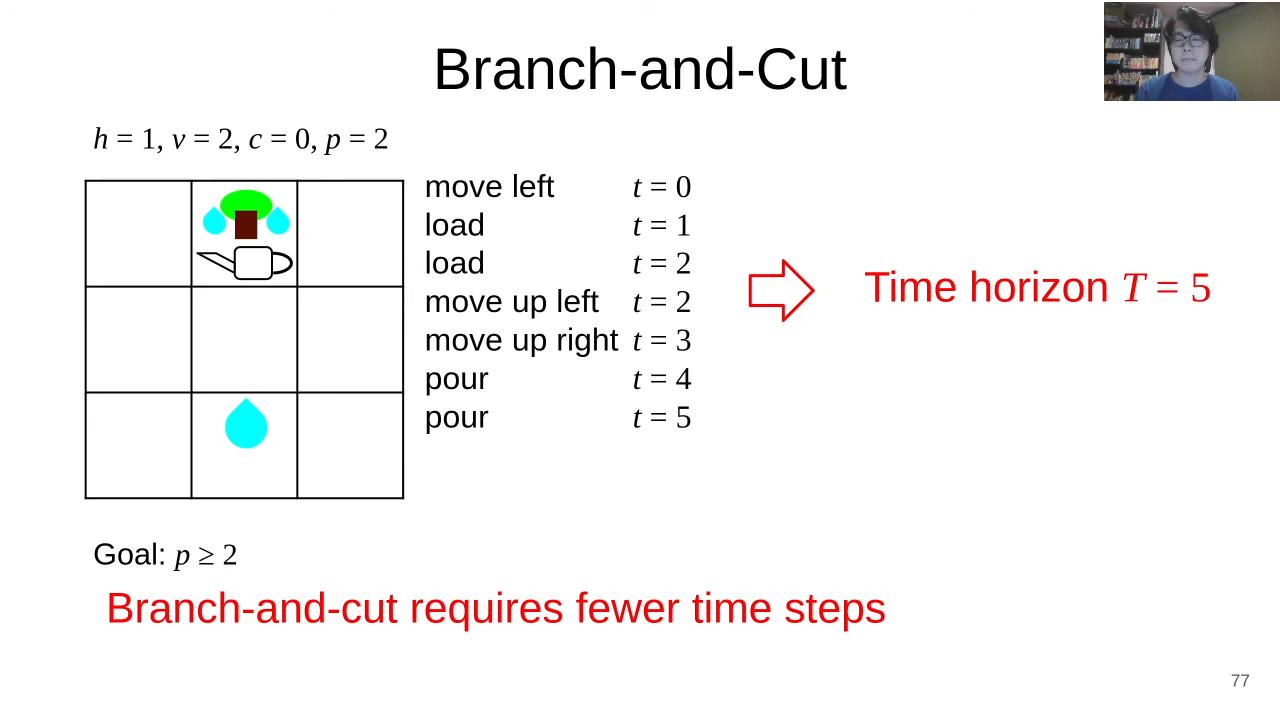 Branch-and-Cut
h = 1, v = 2, c = 0, p = 2
move left t = 0
load t = 1
load t = 2
move up left t = 2
move up right t = 3
pour t = 4
pour t = 5
Time horizon T = 5
Goal: p ≥ 2
Branch-and-cut requires fewer time steps
77